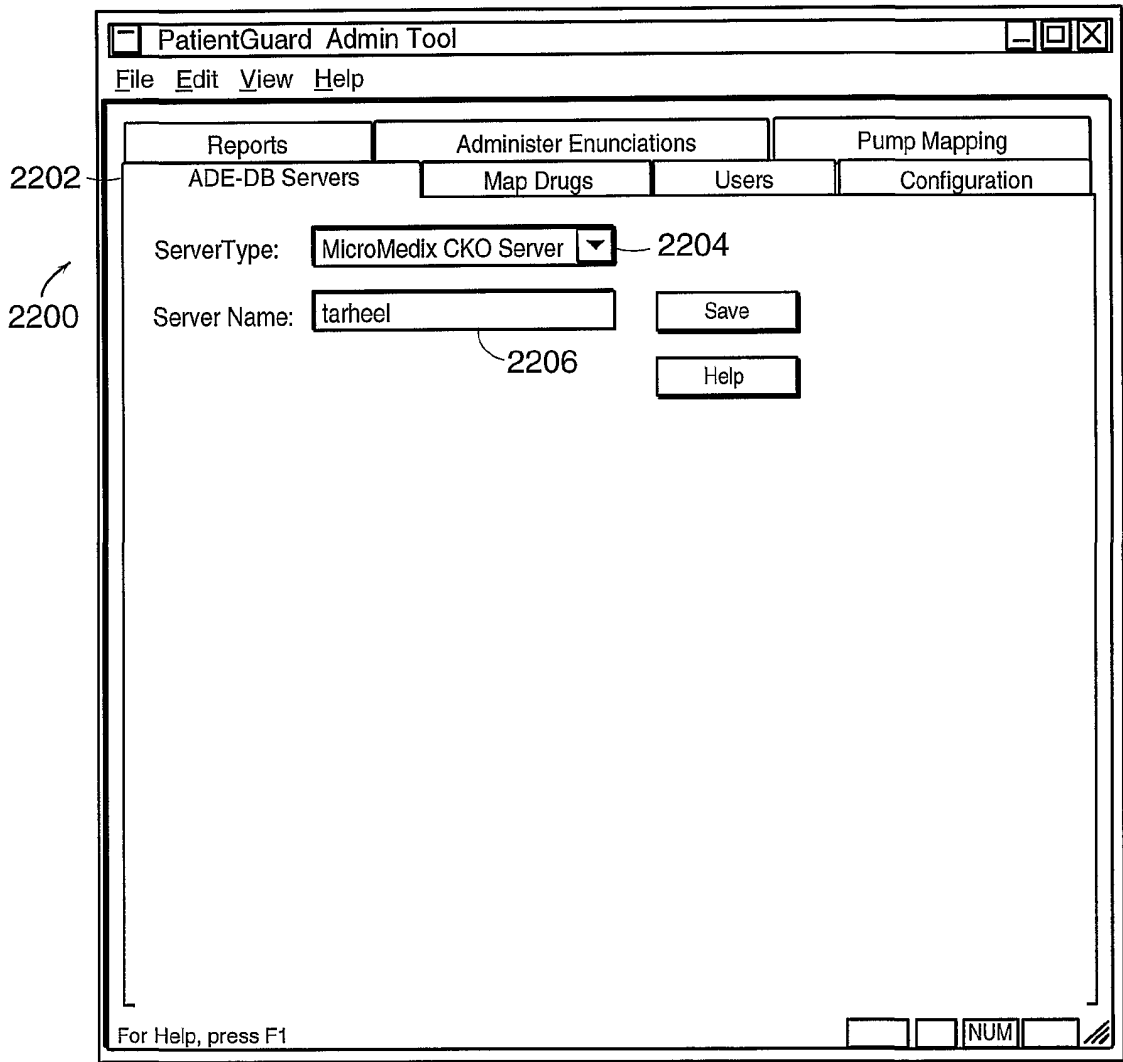 PatientGuard Admin Tool
File Edit View Help
Reports Administer Enunciations Pump Mapping
2202 ADE-DB Servers Map Drugs Users Configuration
ServerType: MicroMedix CKO Server 2204
2200 Server Name: tarheel Save
2206 Help
For Help, press F1 NUM